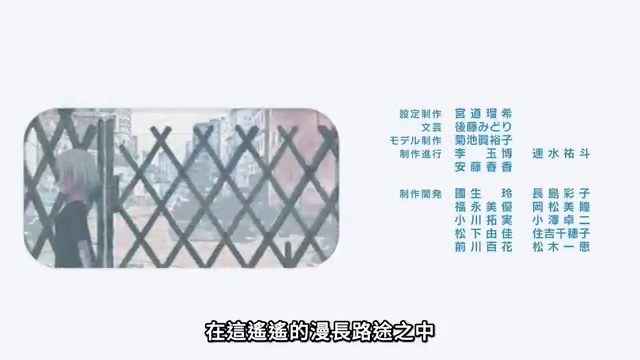 設定制作 宮道瑠希
文芸 後藤みどり
モデル制作 菊池眞裕子
制作進行 李 玉博 速水祐斗
安藤春香
制作開発 國生 玲 長島彩子
福永美優 岡松美瞳
小川拓実 小澤卓二
松下由佳 住吉千穂子
前川百花 松木一恵
在這遙遙的漫長路途之中